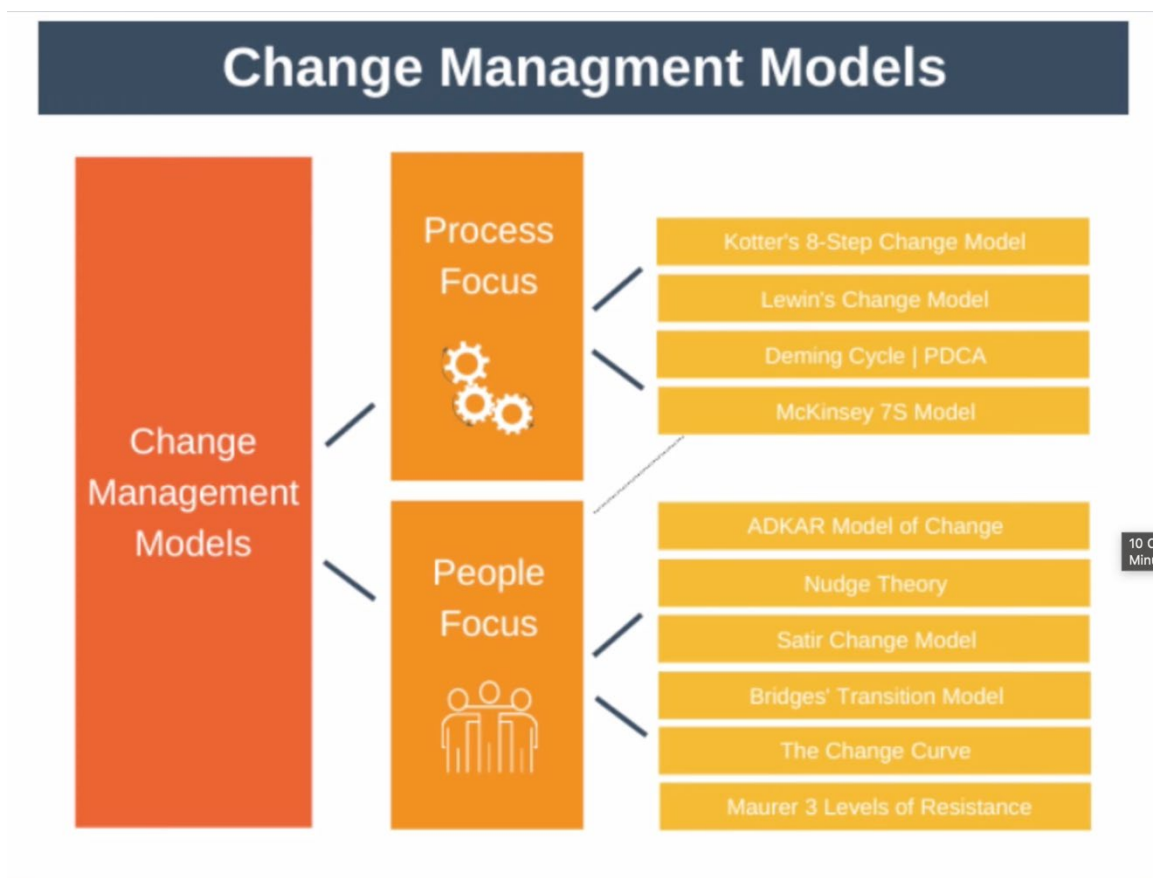 Change Managment Models
Change
Management
Models
Process
Focus
Kotter's 8-Step Change Model
Lewin's Change Model
Deming Cycle | PDCA
McKinsey 7S Model
People
Focus
ADKAR Model of Change
Nudge Theory
Satir Change Model
Bridges' Transition Model
The Change Curve
Maurer 3 Levels of Resistance
10